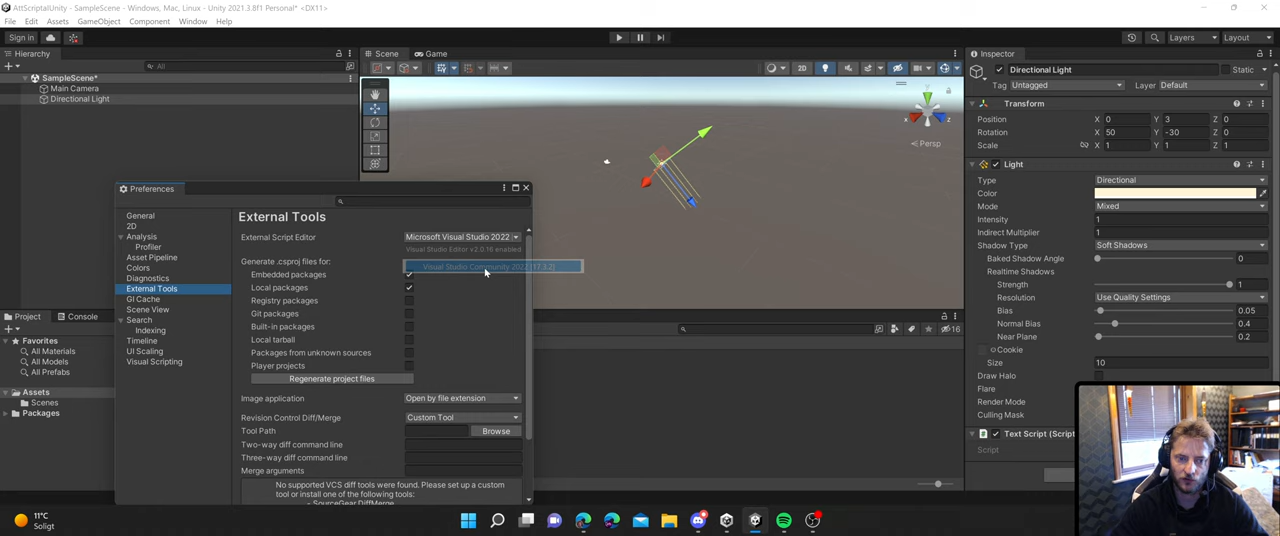 AttScriptaIUnity - SampleScene - Windows, Mac, Linux - Unity 2021.3.8f1 Personal* <DX11>
File Edit Assets GameObject Component Window Help
Sign in Layers Layout
Hierarchy Scene Game Inspector
All 2D Directional Light Static
SampleScene* Tag Untagged Layer Default
Main Camera
Directional Light Transform
Position X 0 Y 3 Z 0
Rotation X 50 Y -30 Z 0
Persp Scale X 1 Y 1 Z 1
Light
Type Directional
Color
Mode Mixed
Intensity 1
Indirect Multiplier 1
Shadow Type Soft Shadows
Baked Shadow Angle 0
Realtime Shadows
Strength 1
Resolution Use Quality Settings
Bias 0.05
Normal Bias 0.4
Near Plane 0.2
Cookie
Size 10
Draw Halo
Flare
Render Mode
Culling Mask
Text Script (Scrip
Script
Preferences
General
2D
Analysis
Profiler
Asset Pipeline
Colors
Diagnostics
External Tools
GI Cache
Scene View
Search
Indexing
Timeline
UI Scaling
Visual Scripting
External Tools
External Script Editor Microsoft Visual Studio 2022
Visual Studio Editor v2.0.16 enabled
Generate .csproj files for:
Visual Studio Community 2022 [17.3.2]
Embedded packages
Local packages
Registry packages
Git packages
Built-in packages
Local tarball
Packages from unknown sources
Player projects
Regenerate project files
Image application Open by file extension
Revision Control Diff/Merge Custom Tool
Tool Path Browse
Two-way diff command line
Three-way diff command line
Merge arguments
No supported VCS diff tools were found. Please set up a custom
tool or install one of the following tools:
- SourceGear DiffMerge
Project Console
16
Favorites
All Materials
All Models
All Prefabs
Assets
Scenes
Packages
11°C
Soligt